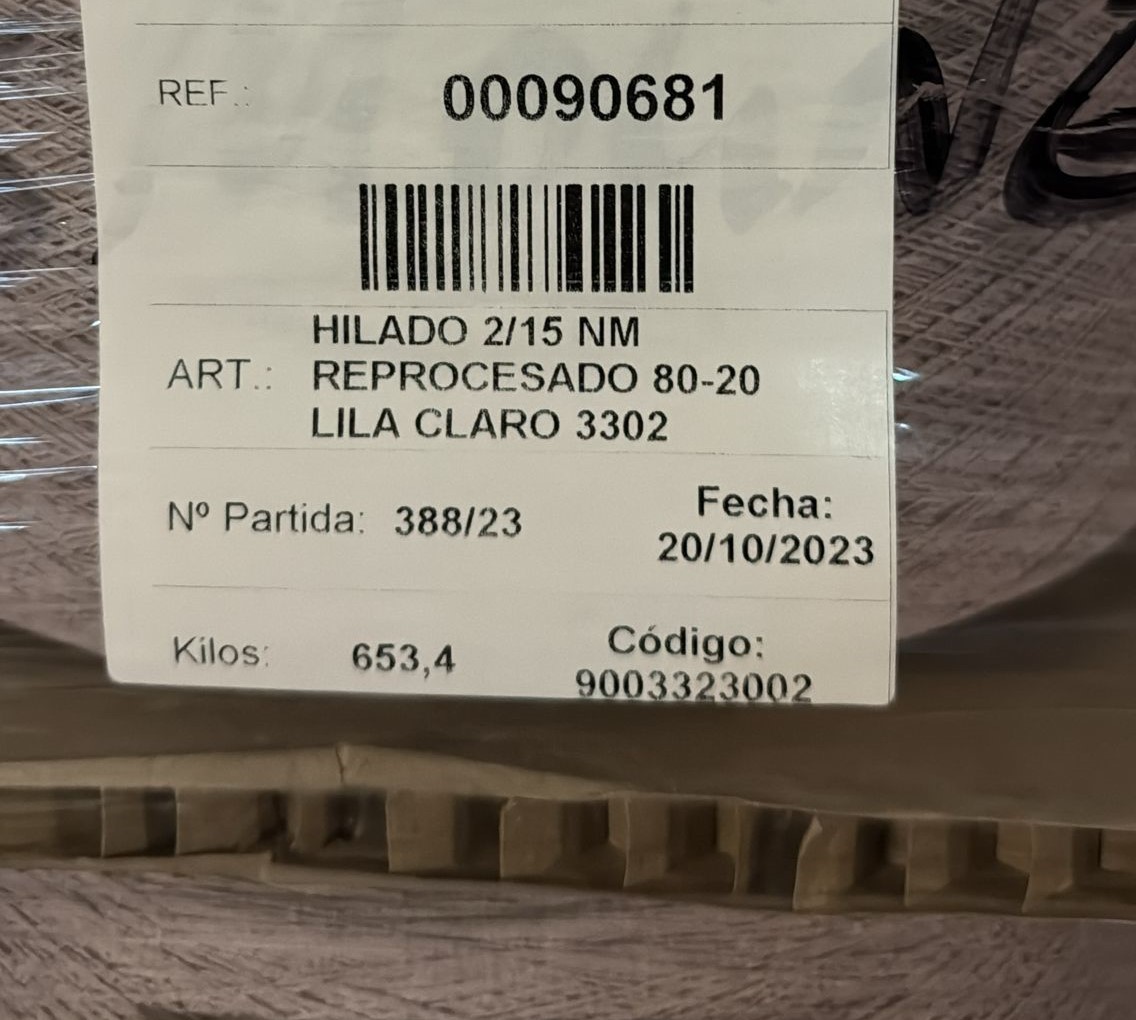 REF.: 00090681
HILADO 2/15 NM
ART.: REPROCESADO 80-20
LILA CLARO 3302
Nº Partida: 388/23
Fecha:
20/10/2023
Kilos: 653,4
Código:
9003323002